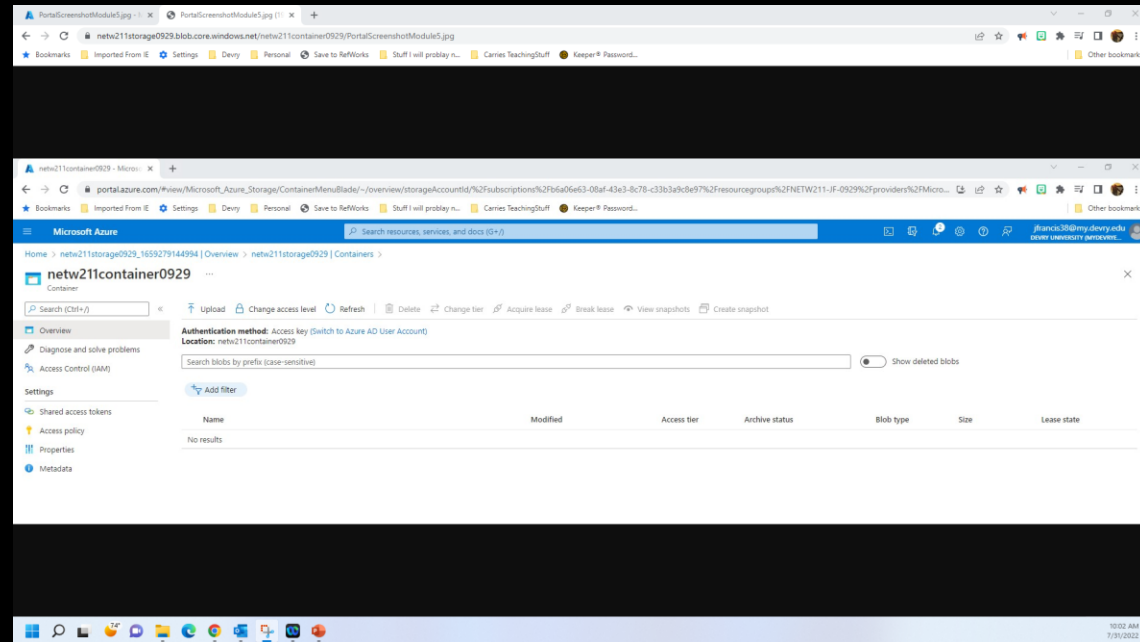 PortalScreenshotModule5.jpg -
PortalScreenshotModule5.jpg (1
netw211storage0929.blob.core.windows.net/netw211container0929/PortalScreenshotModule5.jpg
Bookmarks Imported From IE Settings Devry Personal Save to RefWorks Stuff I will problay n... Carries TeachingStuff Keeper® Password... Other bookmark
netw211container0929 - Micros
portal.azure.com/#view/Microsoft_Azure_Storage/ContainerMenuBlade/~/overview/storageAccountId/%2Fsubscriptions%2Fb6a06e63-08af-43e3-8c78-c33b3a9c8e97%2Fresourcegroups%2FNETW211-JF-0929%2Fproviders%2FMicro...
Bookmarks Imported From IE Settings Devry Personal Save to RefWorks Stuff I will problay n... Carries TeachingStuff Keeper® Password... Other bookmark
Microsoft Azure
Search resources, services, and docs (G+/)
2
jfrancis38@my.devry.edu
DEVRY UNIVERSITY (MYDEVRYE...
Home > netw211storage0929_1659279144994 | Overview > netw211storage0929 | Containers >
netw211container0929 ...
Container
Search (Ctrl+/) «
Upload Change access level Refresh Delete Change tier Acquire lease Break lease View snapshots Create snapshot
Overview
Diagnose and solve problems
Access Control (IAM)
Settings
Shared access tokens
Access policy
Properties
Metadata
Authentication method: Access key (Switch to Azure AD User Account)
Location: netw211container0929
Search blobs by prefix (case-sensitive)
Show deleted blobs
Add filter
Name Modified Access tier Archive status Blob type Size Lease state
No results
74°
10:02 AM
7/31/2022